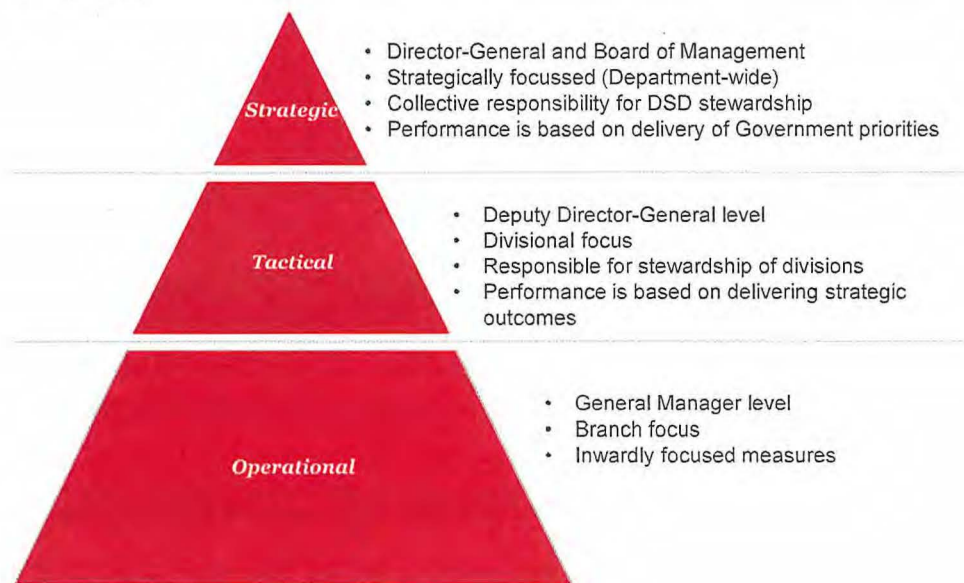 • Director-General and Board of Management
• Strategically focussed (Department-wide)
• Collective responsibility for DSD stewardship
• Performance is based on delivery of Government priorities
Strategic
• Deputy Director-General level
• Divisional focus
• Responsible for stewardship of divisions
• Performance is based on delivering strategic
outcomes
Tactical
• General Manager level
• Branch focus
• Inwardly focused measures
Operational